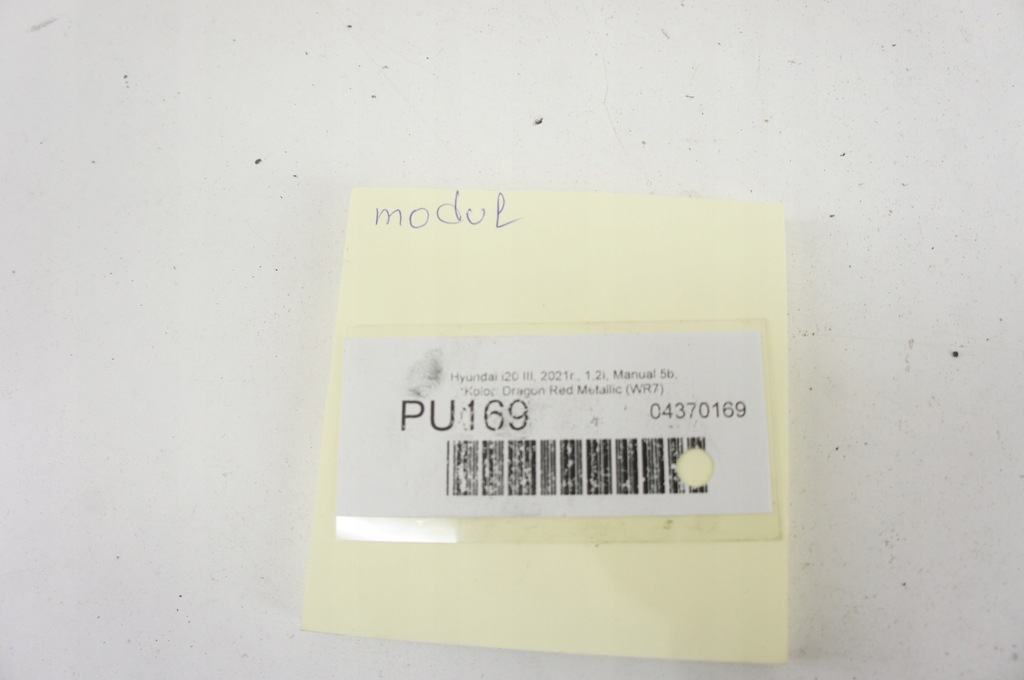 modul
Hyundai i20 III, 2021r., 1.2i, Manual 5b,
Kolor Dragon Red Metallic (WR7)
PU169
04370169